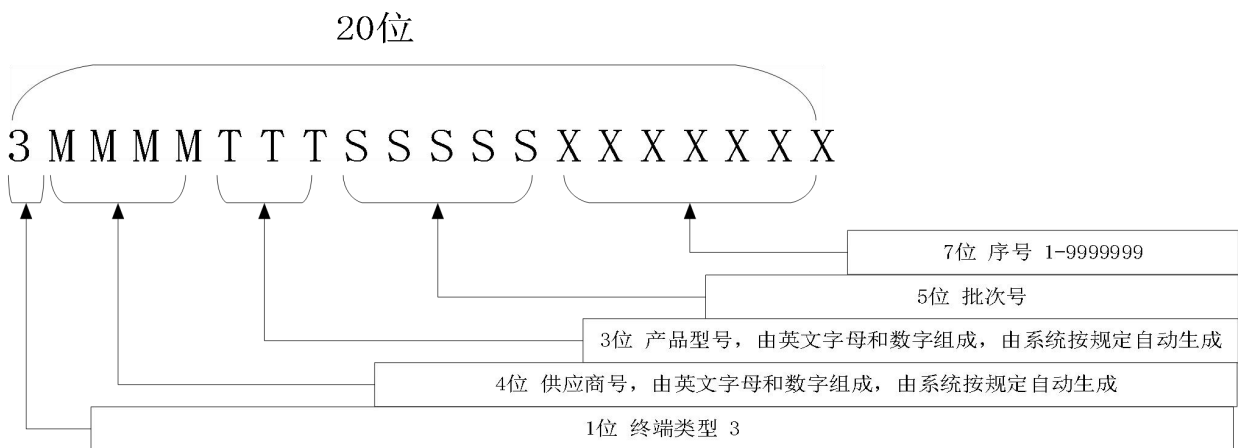 20位
3 M M M M T T T S S S S S X X X X X X X
7位 序号 1-9999999
5位 批次号
3位 产品型号，由英文字母和数字组成，由系统按规定自动生成
4位 供应商号，由英文字母和数字组成，由系统按规定自动生成
1位 终端类型 3